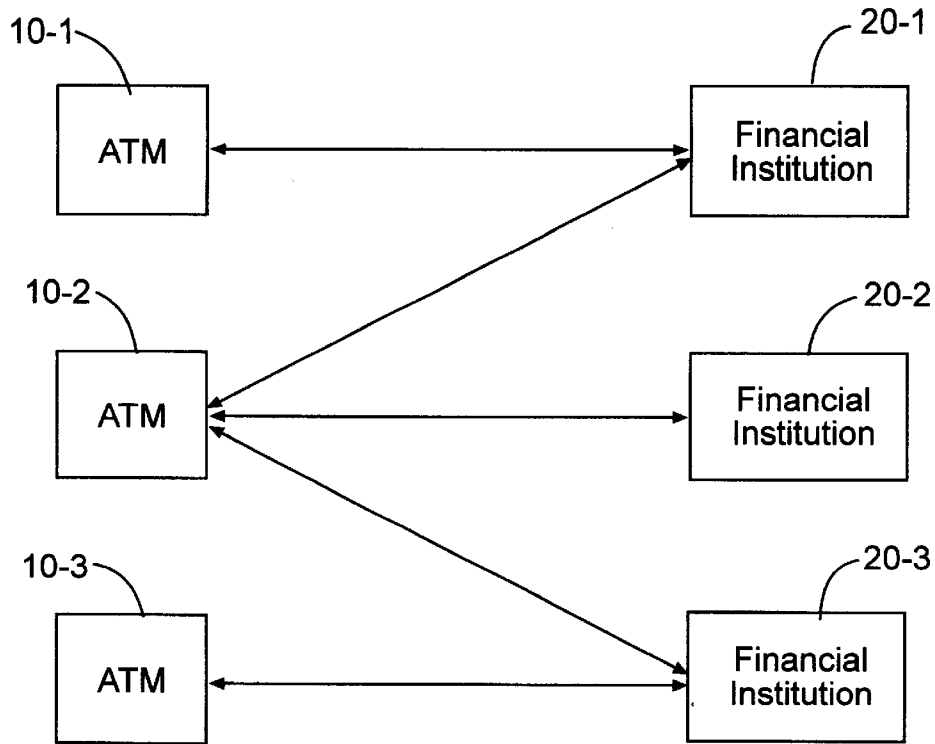 10-1
20-1
ATM
Financial
Institution
10-2
20-2
ATM
Financial
Institution
10-3
20-3
ATM
Financial
Institution